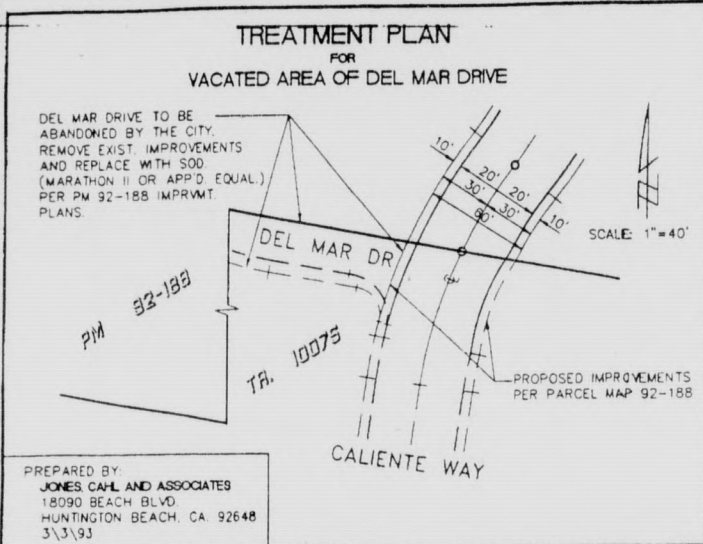 TREATMENT PLAN
FOR
VACATED AREA OF DEL MAR DRIVE
DEL MAR DRIVE TO BE
ABANDONED BY THE CITY.
REMOVE EXIST. IMPROVEMENTS
AND REPLACE WITH SOD.
(MARATHON II OR APP'D. EQUAL.)
PER PM 92-188 IMPRVMT.
PLANS.
10'
20'
20'
30'
30'
60'
10'
SCALE: 1"=40'
DEL MAR DR
PM 92-188
TR. 10075
PROPOSED IMPROVEMENTS
PER PARCEL MAP 92-188
CALIENTE WAY
PREPARED BY:
JONES, CAHL AND ASSOCIATES
18090 BEACH BLVD.
HUNTINGTON BEACH, CA. 92648
3\3\93